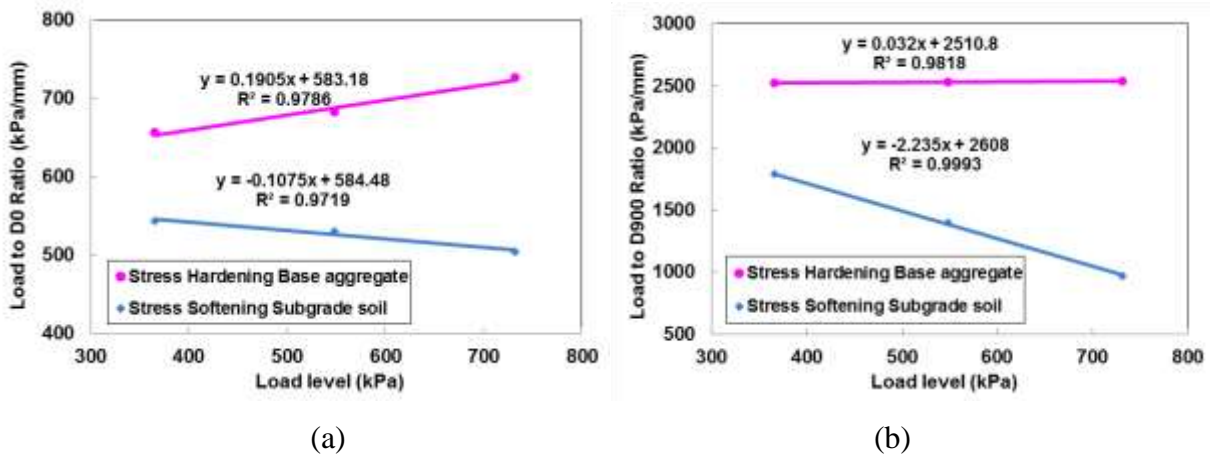 800
700
600
500
400
300 400 500 600 700 800
Load to D0 Ratio (kPa/mm)
Load level (kPa)
y = 0.1905x + 583.18
R² = 0.9786
y = -0.1075x + 584.48
R² = 0.9719
Stress Hardening Base aggregate
Stress Softening Subgrade soil
(a)
3000
2500
2000
1500
1000
500
300 400 500 600 700 800
Load to D900 Ratio (kPa/mm)
Load level (kPa)
y = 0.032x + 2510.8
R² = 0.9818
y = -2.235x + 2608
R² = 0.9993
Stress Hardening Base aggregate
Stress Softening Subgrade soil
(b)